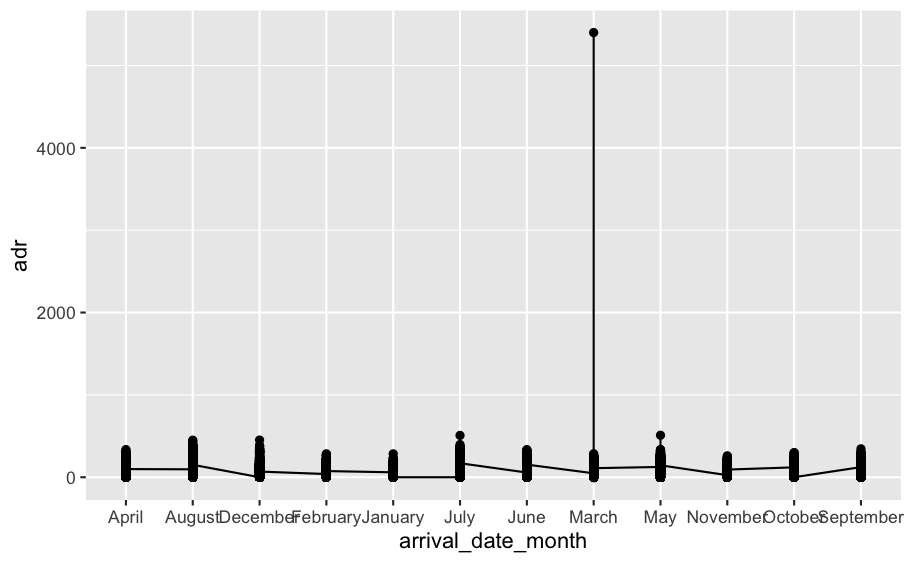 adr
4000
2000
0
April August December February January July June March May November October September
arrival_date_month